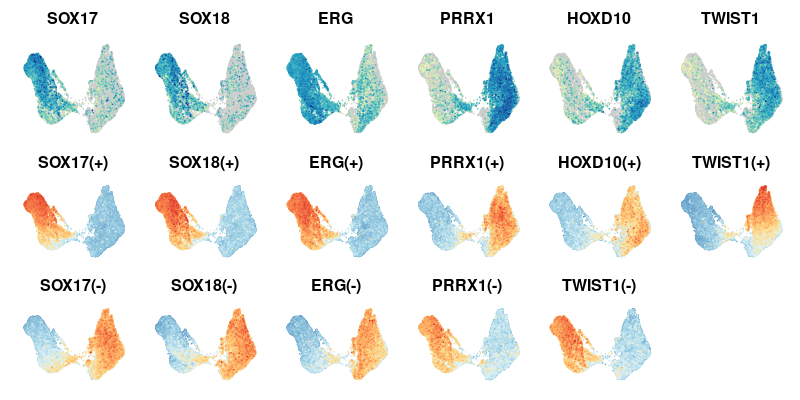 SOX17 SOX18 ERG PRRX1 HOXD10 TWIST1
SOX17(+) SOX18(+) ERG(+) PRRX1(+) HOXD10(+) TWIST1(+)
SOX17(-) SOX18(-) ERG(-) PRRX1(-) TWIST1(-)